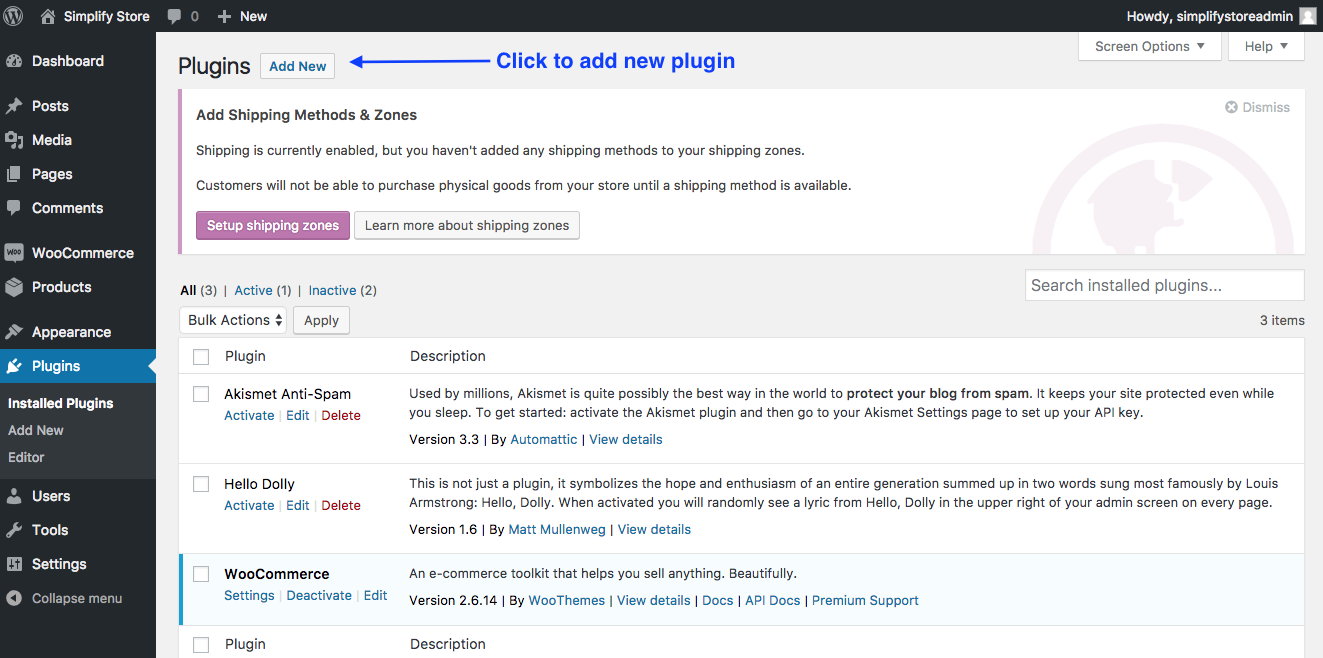 Simplify Store 0 New Howdy, simplifystoreadmin
Dashboard
Posts
Media
Pages
Comments
WOO WooCommerce
Products
Appearance
Plugins
Installed Plugins
Add New
Editor
Users
Tools
Settings
Collapse menu
Screen Options Help
Plugins Add New Click to add new plugin
Add Shipping Methods & Zones Dismiss
Shipping is currently enabled, but you haven't added any shipping methods to your shipping zones.
Customers will not be able to purchase physical goods from your store until a shipping method is available.
Setup shipping zones Learn more about shipping zones
All (3) | Active (1) | Inactive (2) Search installed plugins...
Bulk Actions Apply 3 items
Plugin Description
Akismet Anti-Spam
Activate | Edit | Delete
Used by millions, Akismet is quite possibly the best way in the world to protect your blog from spam. It keeps your site protected even while
you sleep. To get started: activate the Akismet plugin and then go to your Akismet Settings page to set up your API key.
Version 3.3 | By Automattic | View details
Hello Dolly
Activate | Edit | Delete
This is not just a plugin, it symbolizes the hope and enthusiasm of an entire generation summed up in two words sung most famously by Louis
Armstrong: Hello, Dolly. When activated you will randomly see a lyric from Hello, Dolly in the upper right of your admin screen on every page.
Version 1.6 | By Matt Mullenweg | View details
WooCommerce
Settings | Deactivate | Edit
An e-commerce toolkit that helps you sell anything. Beautifully.
Version 2.6.14 | By WooThemes | View details | Docs | API Docs | Premium Support
Plugin Description